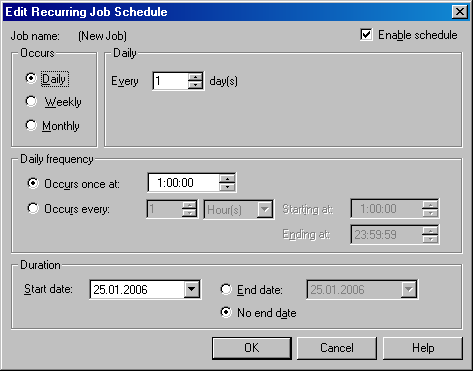 Edit Recurring Job Schedule
Job name: (New Job) Enable schedule
Occurs
Daily
Weekly
Monthly
Daily
Every 1 day(s)
Daily frequency
Occurs once at: 1:00:00
Occurs every: 1 Hour(s) Starting at: 1:00:00
Ending at: 23:59:59
Duration
Start date: 25.01.2006 End date: 25.01.2006
No end date
OK Cancel Help